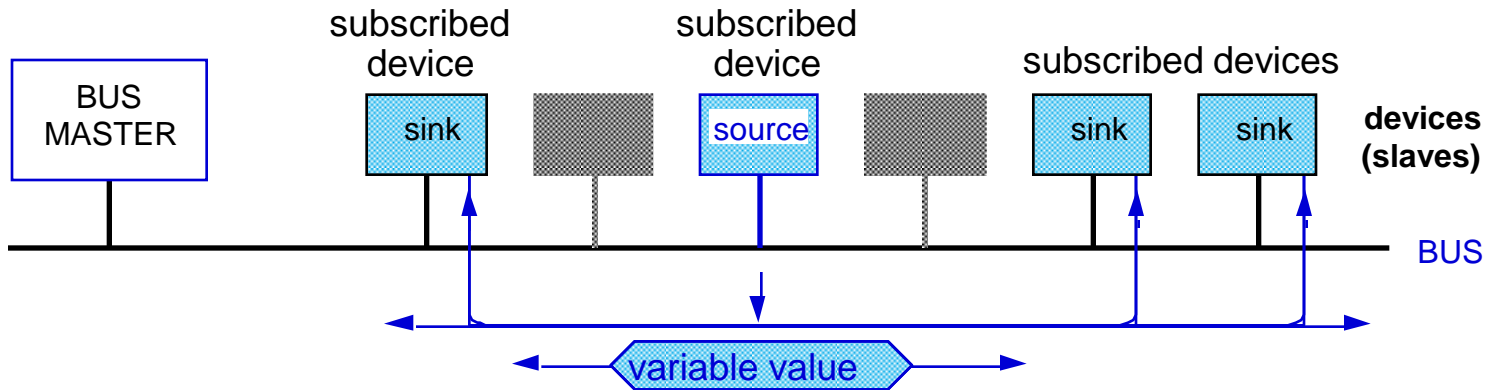 subscribed
device
subscribed
device
subscribed devices
BUS
MASTER
sink
source
sink
sink
devices
(slaves)
BUS
variable value